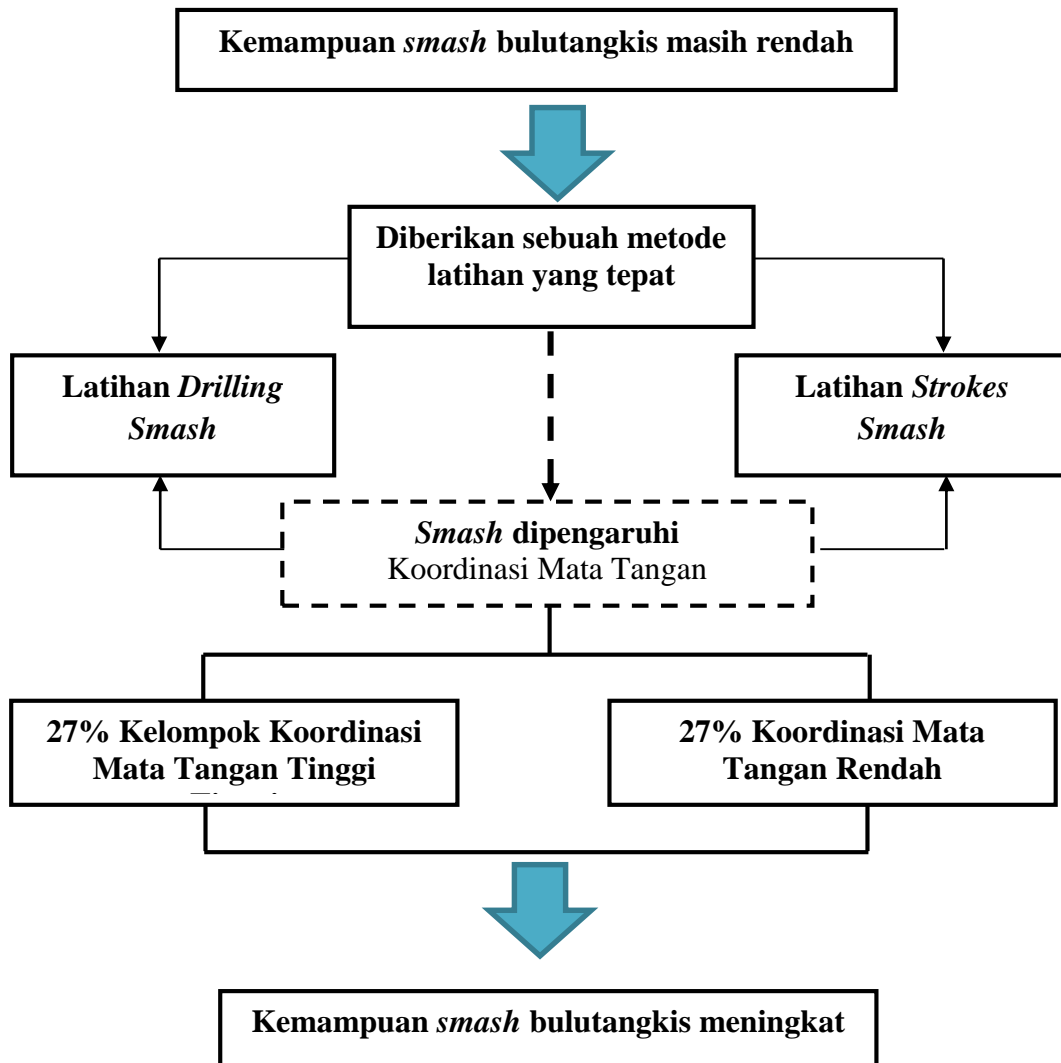 Kemampuan smash bulutangkis masih rendah
Diberikan sebuah metode
latihan yang tepat
Latihan Drilling
Smash
Latihan Strokes
Smash
Smash dipengaruhi
Koordinasi Mata Tangan
27% Kelompok Koordinasi
Mata Tangan Tinggi
27% Koordinasi Mata
Tangan Rendah
Kemampuan smash bulutangkis meningkat